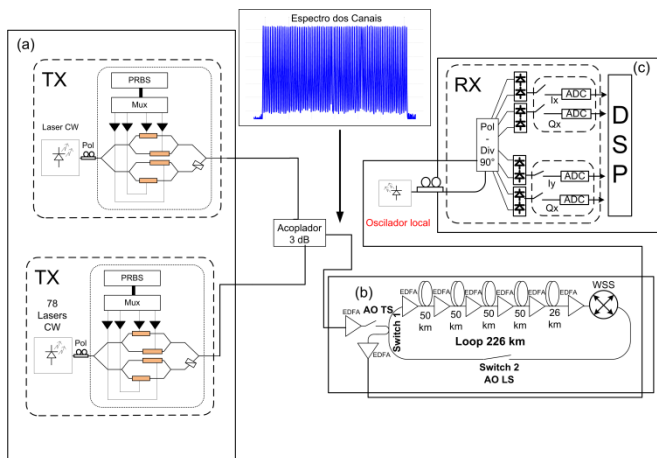 (a)
TX
PRBS
Mux
Laser CW
Pol
TX
PRBS
Mux
78
Lasers
CW
Pol
Espectro dos Canais
Acoplador
3 dB
(c)
RX
Pol
-
Div
90°
Ix
ADC
Qx
ADC
Iy
ADC
Qx
ADC
DSP
Oscilador local
(b)
EDFA
AO TS
EDFA
Switch 1
EDFA
50
km
EDFA
50
km
EDFA
50
km
EDFA
50
km
EDFA
26
km
EDFA
WSS
Loop 226 km
Switch 2
AO LS